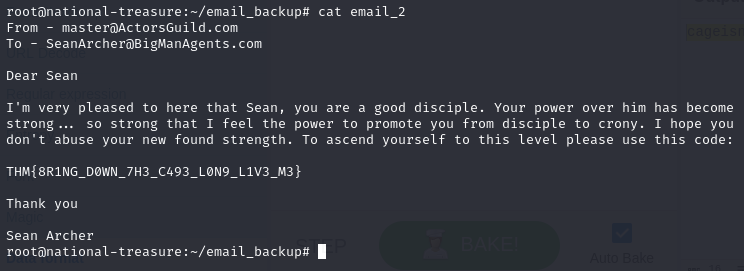 root@national-treasure:~/email_backup# cat email_2
From - master@ActorsGuild.com
To - SeanArcher@BigManAgents.com
Dear Sean
I'm very pleased to here that Sean, you are a good disciple. Your power over him has become
strong... so strong that I feel the power to promote you from disciple to crony. I hope you
don't abuse your new found strength. To ascend yourself to this level please use this code:
THM{8R1NG_D0WN_7H3_C493_L0N9_L1V3_M3}
Thank you
Sean Archer
root@national-treasure:~/email_backup#
BAKE!
Auto Bake